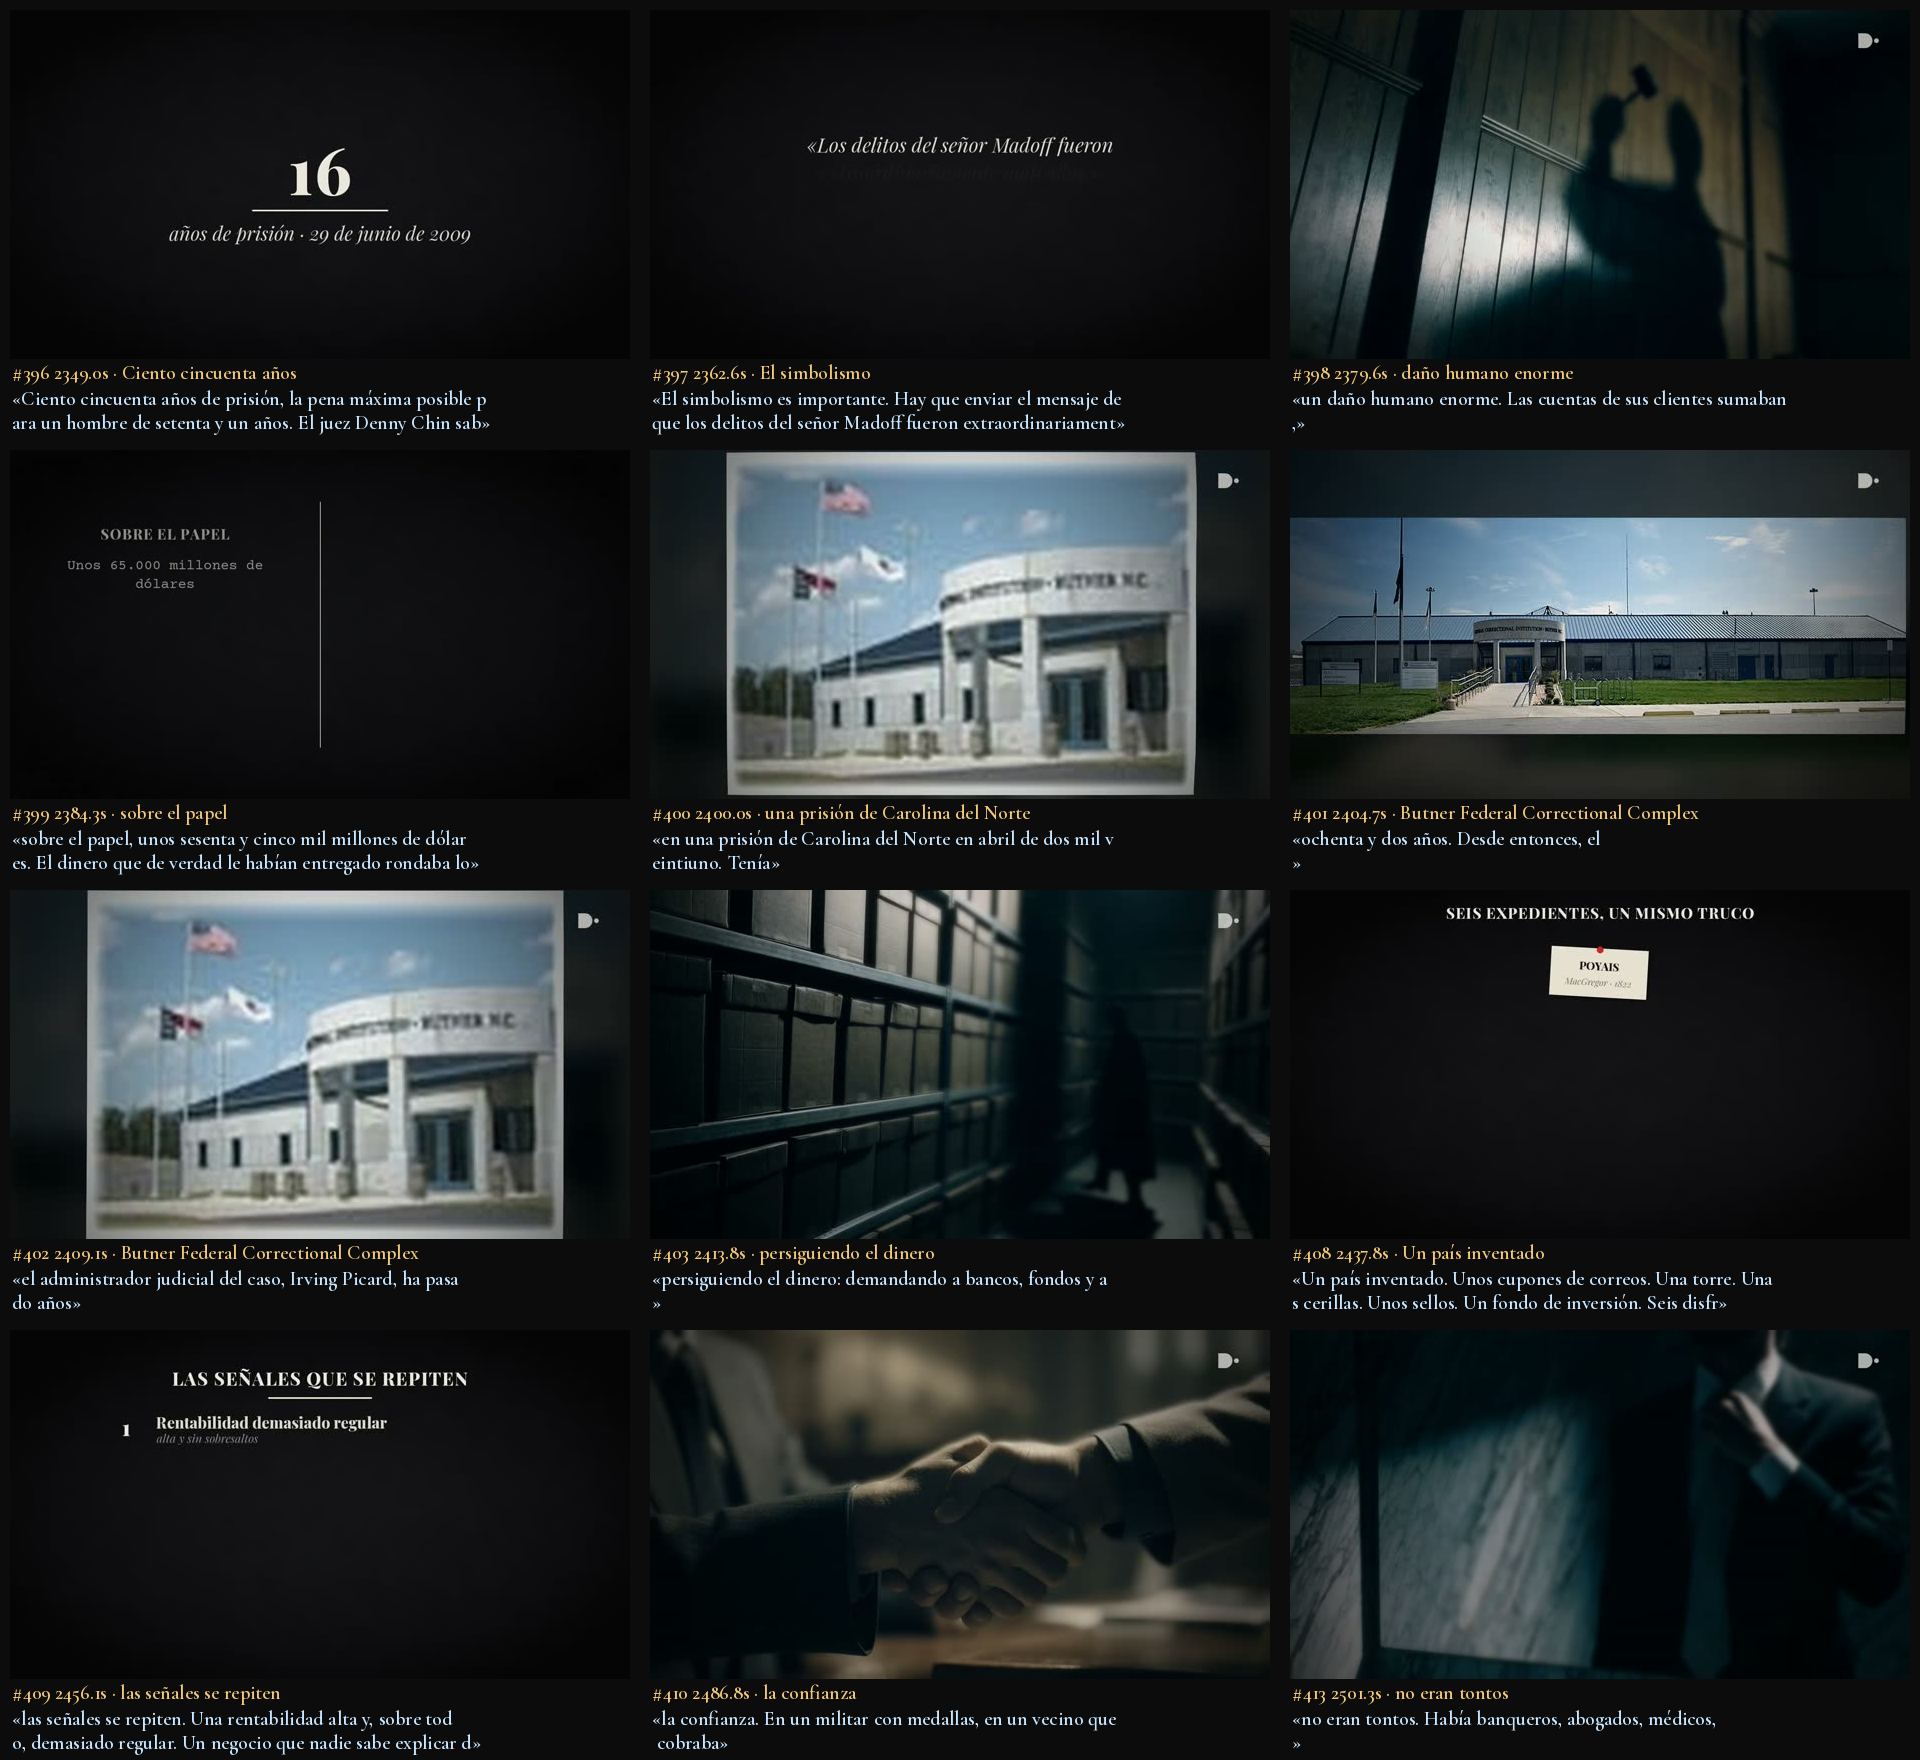 16
años de prisión · 29 de junio de 2009
#396 2349.0s · Ciento cincuenta años
«Ciento cincuenta años de prisión, la pena máxima posible p
ara un hombre de setenta y un años. El juez Denny Chin sab»
«Los delitos del señor Madoff fueron
#397 2362.6s · El simbolismo
«El simbolismo es importante. Hay que enviar el mensaje de
que los delitos del señor Madoff fueron extraordinariament»
#398 2379.6s · daño humano enorme
«un daño humano enorme. Las cuentas de sus clientes sumaban
,»
SOBRE EL PAPEL
Unos 65.000 millones de
dólares
#399 2384.3s · sobre el papel
«sobre el papel, unos sesenta y cinco mil millones de dólar
es. El dinero que de verdad le habían entregado rondaba lo»
INSTITUTION · BUTNER N.C.
#400 2400.0s · una prisión de Carolina del Norte
«en una prisión de Carolina del Norte en abril de dos mil v
eintiuno. Tenía»
CORRECTIONAL INSTITUTION
#401 2404.7s · Butner Federal Correctional Complex
«ochenta y dos años. Desde entonces, el
»
INSTITUTION · BUTNER N.C.
#402 2409.1s · Butner Federal Correctional Complex
«el administrador judicial del caso, Irving Picard, ha pasa
do años»
#403 2413.8s · persiguiendo el dinero
«persiguiendo el dinero: demandando a bancos, fondos y a
»
SEIS EXPEDIENTES, UN MISMO TRUCO
POYAIS
MacGregor · 1822
#408 2437.8s · Un país inventado
«Un país inventado. Unos cupones de correos. Una torre. Una
s cerillas. Unos sellos. Un fondo de inversión. Seis disfr»
LAS SEÑALES QUE SE REPITEN
1 Rentabilidad demasiado regular
alta y sin sobresaltos
#409 2456.1s · las señales se repiten
«las señales se repiten. Una rentabilidad alta y, sobre tod
o, demasiado regular. Un negocio que nadie sabe explicar d»
#410 2486.8s · la confianza
«la confianza. En un militar con medallas, en un vecino que
cobraba»
#413 2501.3s · no eran tontos
«no eran tontos. Había banqueros, abogados, médicos,
»